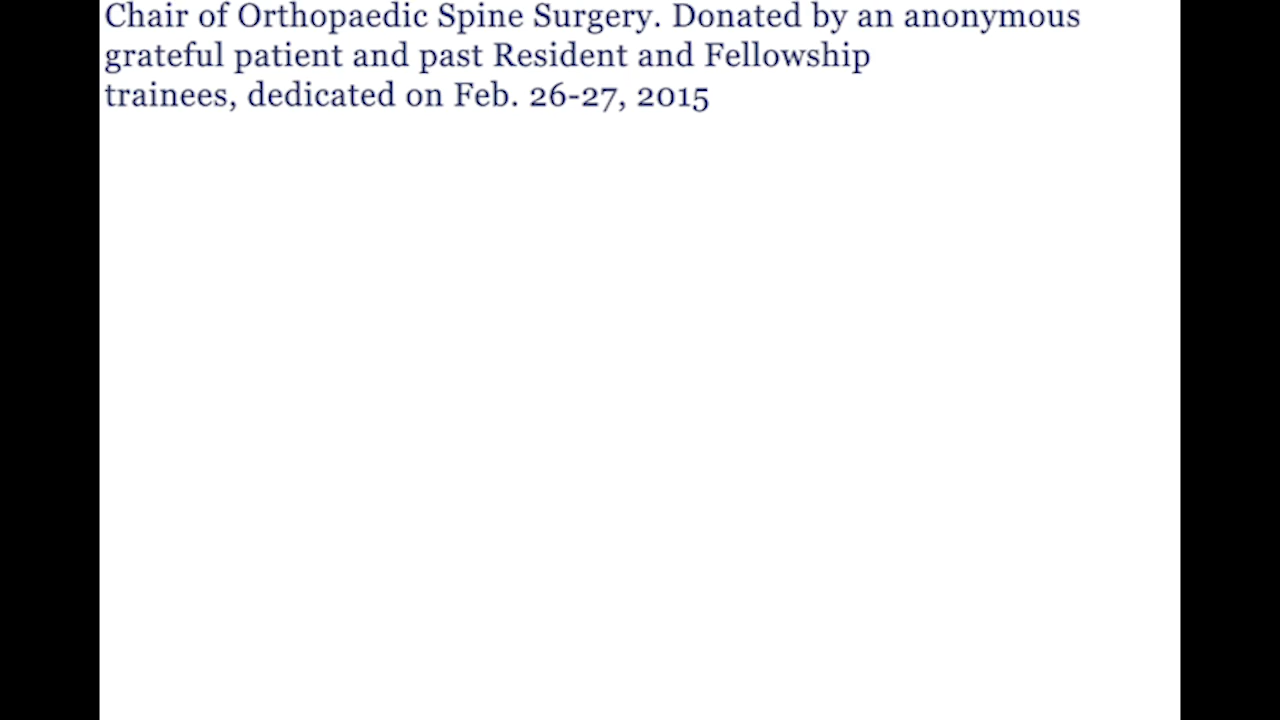 Chair of Orthopaedic Spine Surgery. Donated by an anonymous
grateful patient and past Resident and Fellowship
trainees, dedicated on Feb. 26-27, 2015